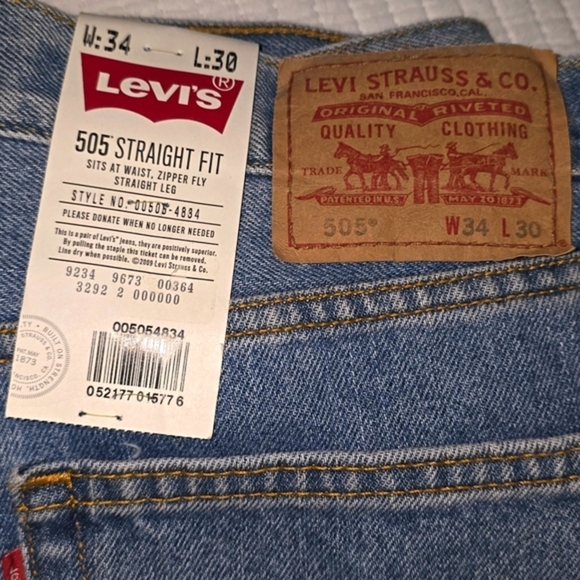 W:34 L:30
LEVI'S®
505® STRAIGHT FIT
SITS AT WAIST, ZIPPER FLY
STRAIGHT LEG
STYLE NO. 00505-4834
PLEASE DONATE WHEN NO LONGER NEEDED
This is a pair of Levi's® jeans, they are positively superior.
By pulling the staple this ticket can be removed.
Line dry when possible. ©2009 Levi Strauss & Co.
9234 9673 00364
3292 2 000000
005054834
052177 015776
BUILT ON STRENGTH
1873
LEVI STRAUSS & CO.
SAN FRANCISCO, CAL.
ORIGINAL RIVETED
QUALITY CLOTHING
TRADE MARK
PATENTED IN U.S. MAY 20 1873
505® W34 L30